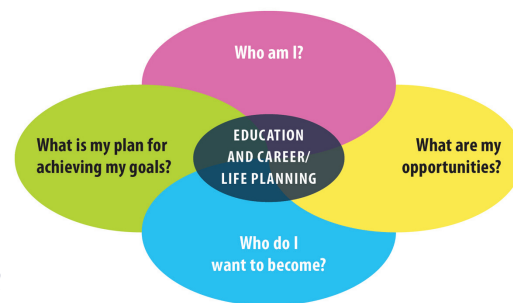 Who am I?
What is my plan for
achieving my goals?
EDUCATION
AND CAREER/
LIFE PLANNING
What are my
opportunities?
Who do I
want to become?